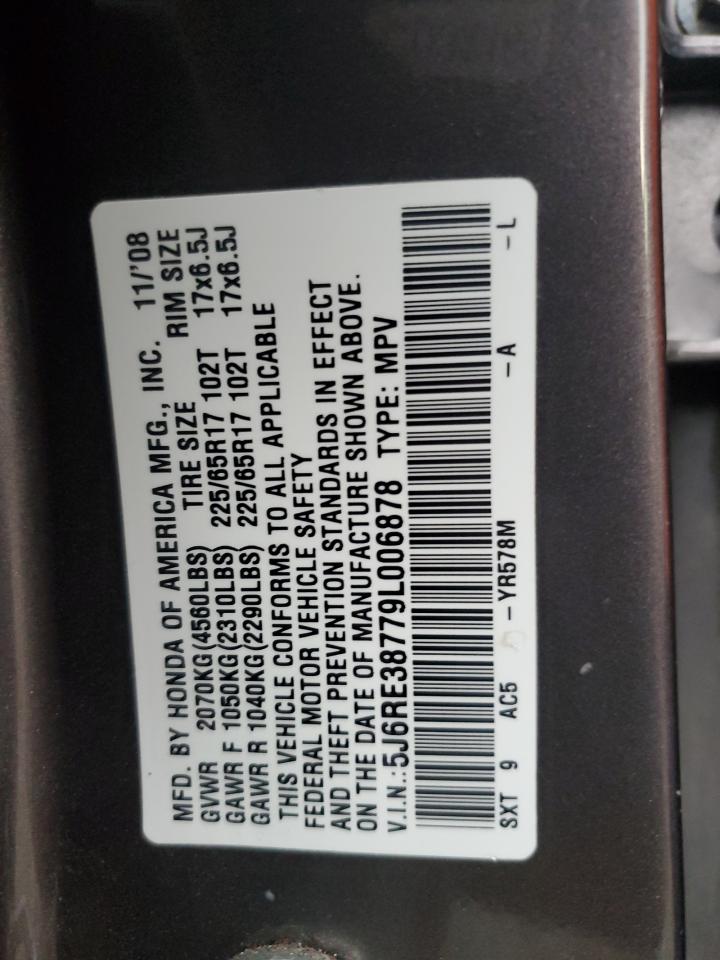 MFD. BY HONDA OF AMERICA MFG., INC. 11/'08
GVWR 2070KG(4560LBS) TIRE SIZE RIM SIZE
GAWR F 1050KG(2310LBS) 225/65R17 102T 17x6.5J
GAWR R 1040KG(2290LBS) 225/65R17 102T 17x6.5J
THIS VEHICLE CONFORMS TO ALL APPLICABLE
FEDERAL MOTOR VEHICLE SAFETY
AND THEFT PREVENTION STANDARDS IN EFFECT
ON THE DATE OF MANUFACTURE SHOWN ABOVE.
V.I.N.:5J6RE38779L006878 TYPE: MPV
SXT 9 AC5 -YR578M -A -L